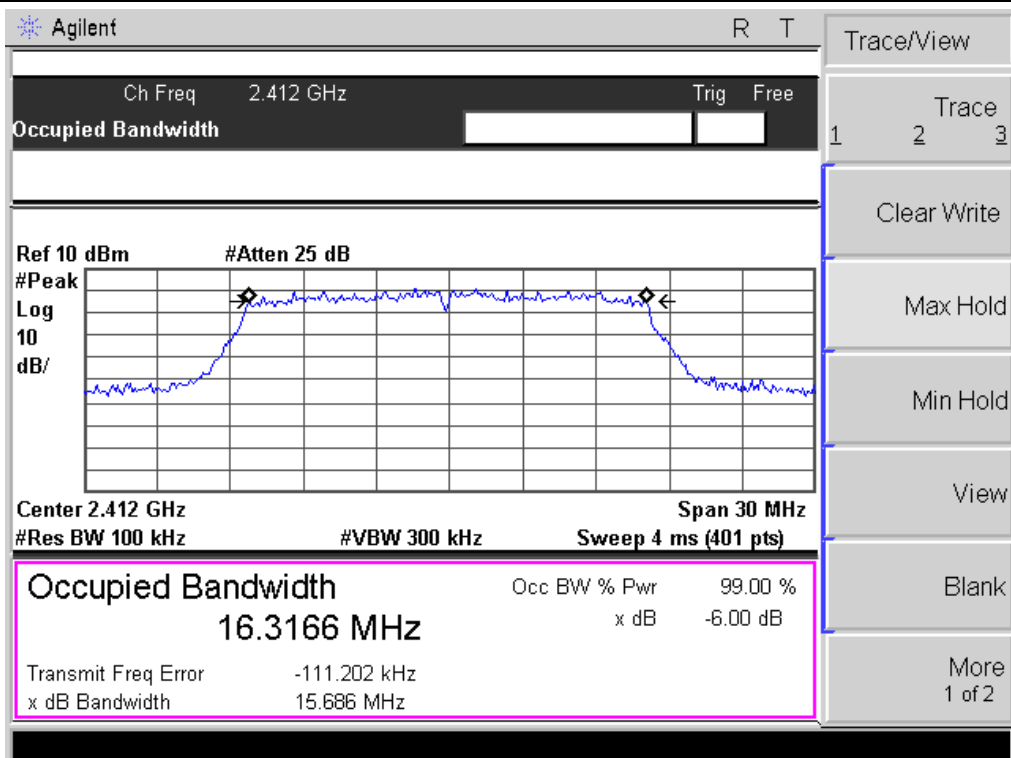 Agilent R T
Ch Freq 2.412 GHz Trig Free
Occupied Bandwidth
Ref 10 dBm #Atten 25 dB
#Peak
Log
10
dB/
Center 2.412 GHz Span 30 MHz
#Res BW 100 kHz #VBW 300 kHz Sweep 4 ms (401 pts)
Occupied Bandwidth Occ BW % Pwr 99.00 %
16.3166 MHz x dB -6.00 dB
Transmit Freq Error -111.202 kHz
x dB Bandwidth 15.686 MHz
Trace/View
Trace
1 2 3
Clear Write
Max Hold
Min Hold
View
Blank
More
1 of 2